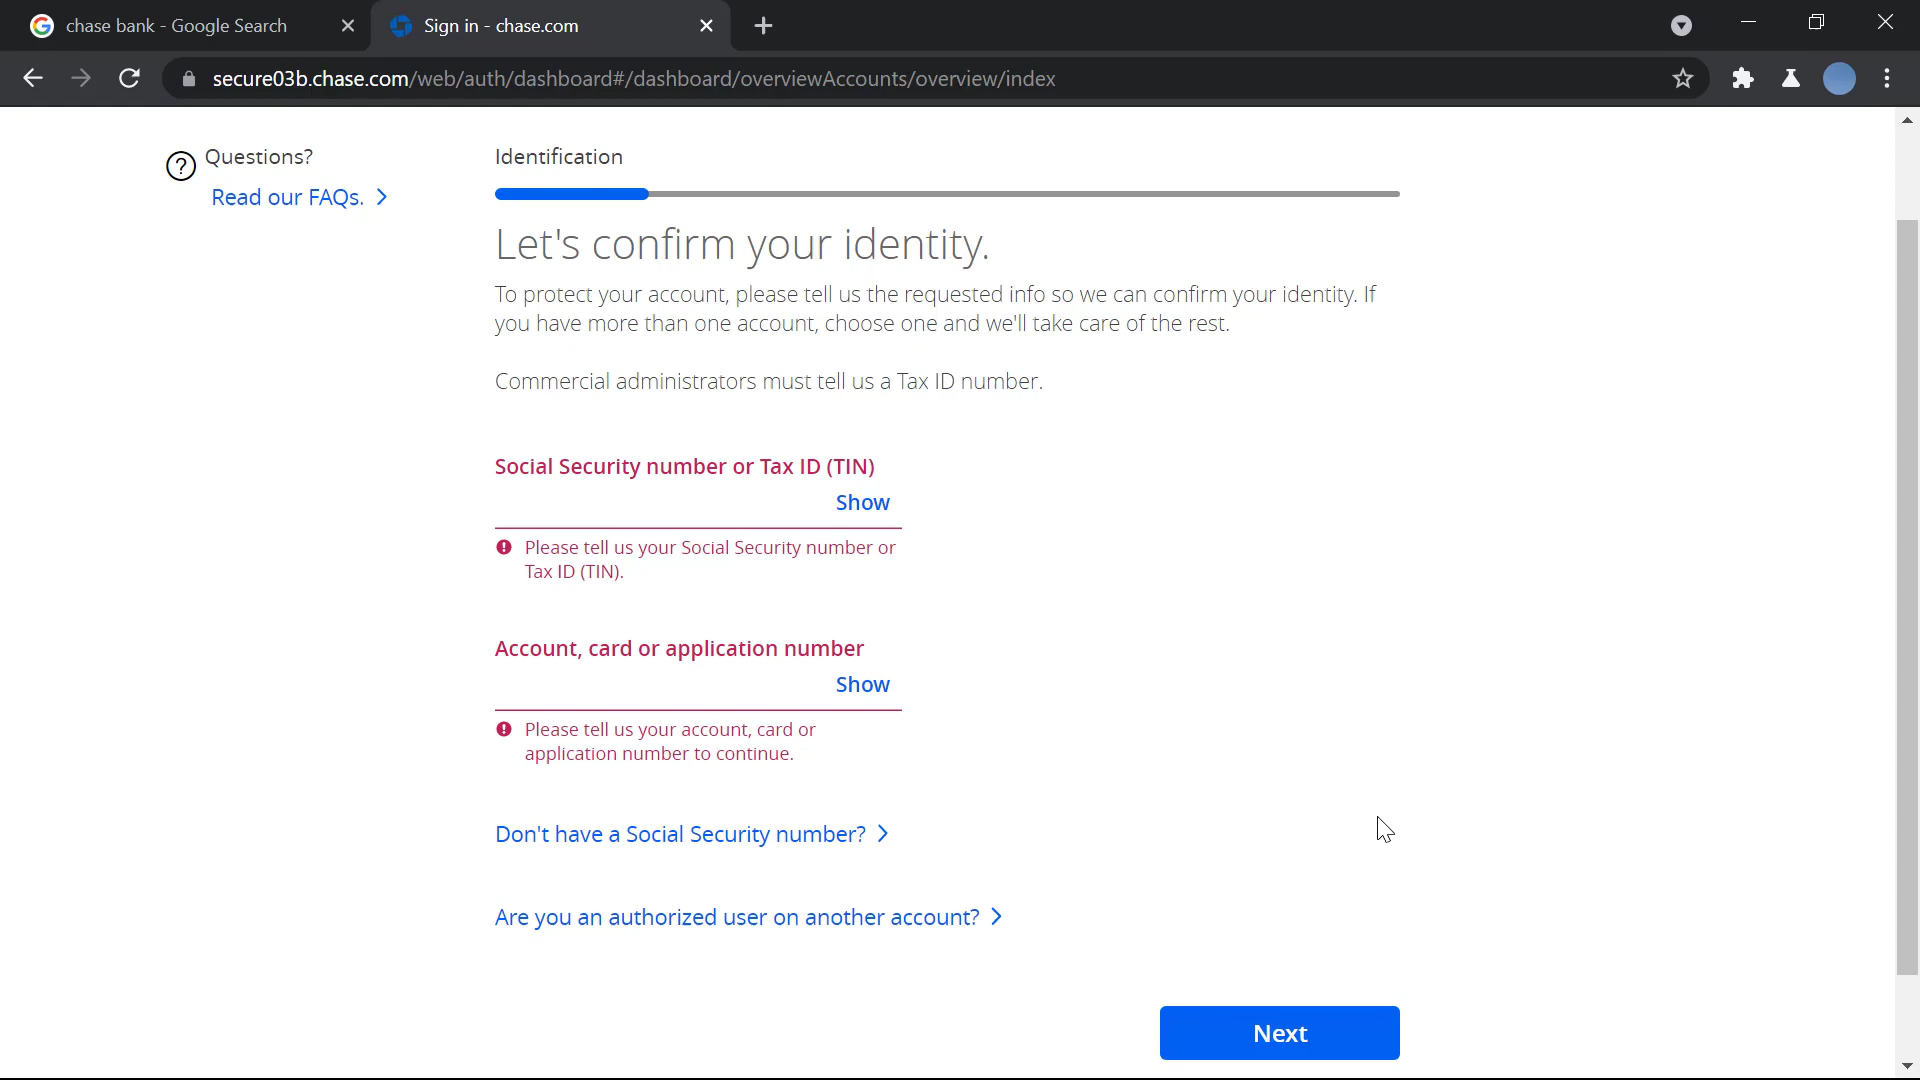 chase bank - Google Search
Sign in - chase.com
secure03b.chase.com/web/auth/dashboard#/dashboard/overviewAccounts/overview/index
Questions?
Read our FAQs.
Identification
Let's confirm your identity.
To protect your account, please tell us the requested info so we can confirm your identity. If
you have more than one account, choose one and we'll take care of the rest.
Commercial administrators must tell us a Tax ID number.
Social Security number or Tax ID (TIN)
Show
Please tell us your Social Security number or
Tax ID (TIN).
Account, card or application number
Show
Please tell us your account, card or
application number to continue.
Don't have a Social Security number?
Are you an authorized user on another account?
Next